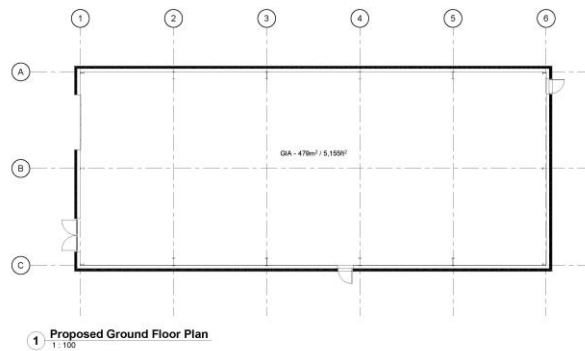 1 2 3 4 5 6
A
GIA - 479m² / 5,155ft²
B
C
1 Proposed Ground Floor Plan
1 : 100